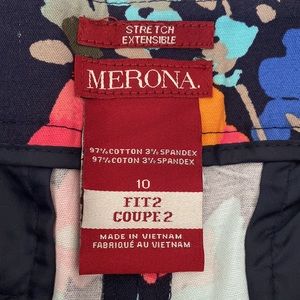 STRETCH
EXTENSIBLE
MERONA.
97% COTTON 3% SPANDEX
97% COTON 3% SPANDEX
10
FIT2
COUPE 2
MADE IN VIETNAM
FABRIQUÉ AU VIETNAM